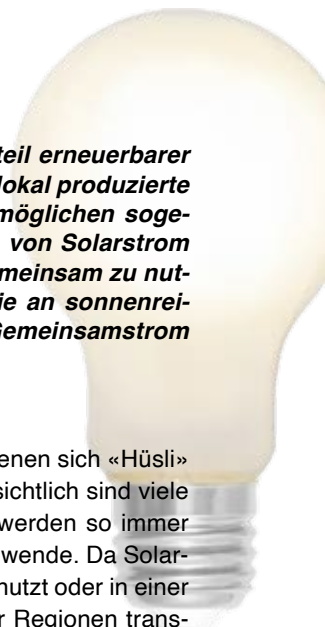 teil erneuerbarer
lokal produzierte
möglichen soge-
von Solarstrom
emeinsam zu nut-
ie an sonnenrei-
Gemeinsamstrom
enen sich «Hüsli»
sichtlich sind viele
werden so immer
wende. Da Solar-
nutzt oder in einer
r Regionen trans-